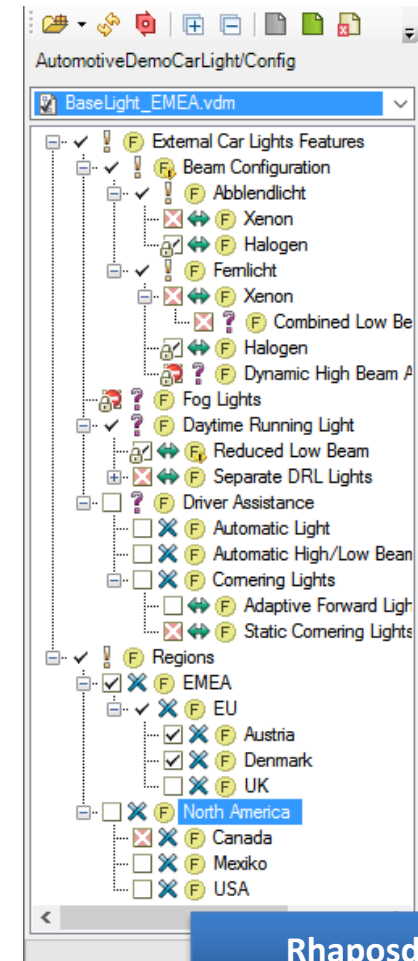 AutomotiveDemoCarLight/Config
BaseLight_EMEA.vdm
External Car Lights Features
Beam Configuration
Abblendlicht
Xenon
Halogen
Fernlicht
Xenon
Combined Low Be
Halogen
Dynamic High Beam A
Fog Lights
Daytime Running Light
Reduced Low Beam
Separate DRL Lights
Driver Assistance
Automatic Light
Automatic High/Low Beam
Cornering Lights
Adaptive Forward Ligh
Static Cornering Lights
Regions
EMEA
EU
Austria
Denmark
UK
North America
Canada
Mexiko
USA
Rhapsod